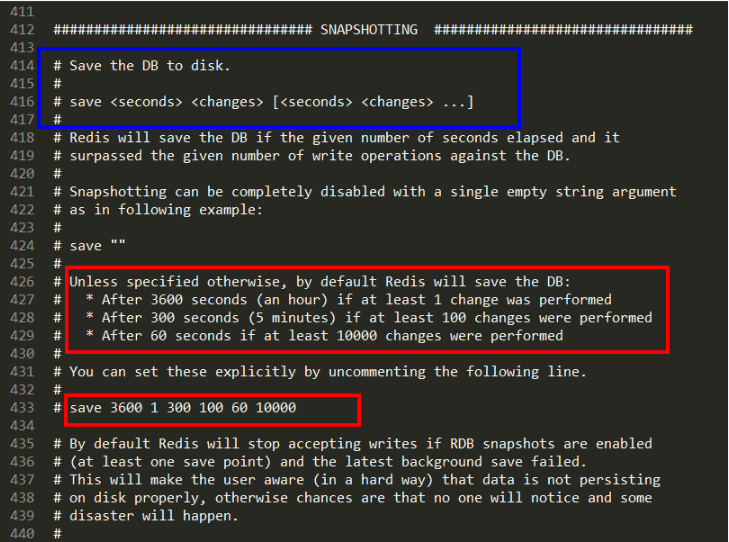 411
412 ################################ SNAPSHOTTING ################################
413
414 # Save the DB to disk.
415 #
416 # save <seconds> <changes> [<seconds> <changes> ...]
417 #
418 # Redis will save the DB if the given number of seconds elapsed and it
419 # surpassed the given number of write operations against the DB.
420 #
421 # Snapshotting can be completely disabled with a single empty string argument
422 # as in following example:
423 #
424 # save ""
425 #
426 # Unless specified otherwise, by default Redis will save the DB:
427 #   * After 3600 seconds (an hour) if at least 1 change was performed
428 #   * After 300 seconds (5 minutes) if at least 100 changes were performed
429 #   * After 60 seconds if at least 10000 changes were performed
430 #
431 # You can set these explicitly by uncommenting the following line.
432 #
433 # save 3600 1 300 100 60 10000
434
435 # By default Redis will stop accepting writes if RDB snapshots are enabled
436 # (at least one save point) and the latest background save failed.
437 # This will make the user aware (in a hard way) that data is not persisting
438 # on disk properly, otherwise chances are that no one will notice and some
439 # disaster will happen.
440 #